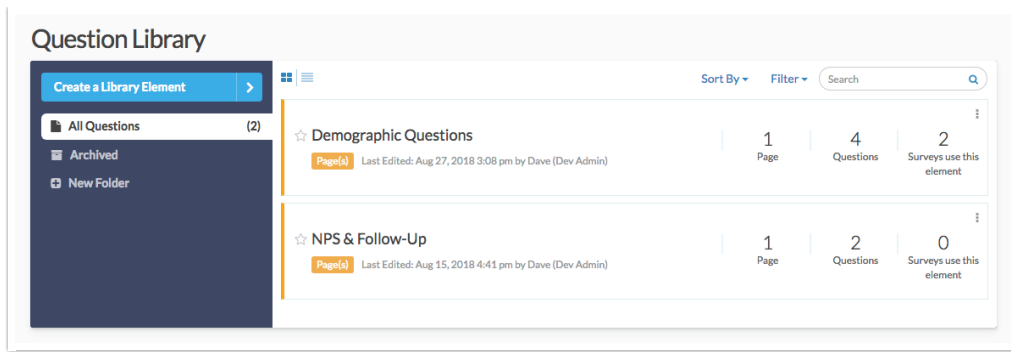 Question Library
Create a Library Element
Sort By
Filter
Search
All Questions (2)
Archived
New Folder
Demographic Questions
Page(s) Last Edited: Aug 27, 2018 3:08 pm by Dave (Dev Admin)
1
Page
4
Questions
2
Surveys use this
element
NPS & Follow-Up
Page(s) Last Edited: Aug 15, 2018 4:41 pm by Dave (Dev Admin)
1
Page
2
Questions
0
Surveys use this
element